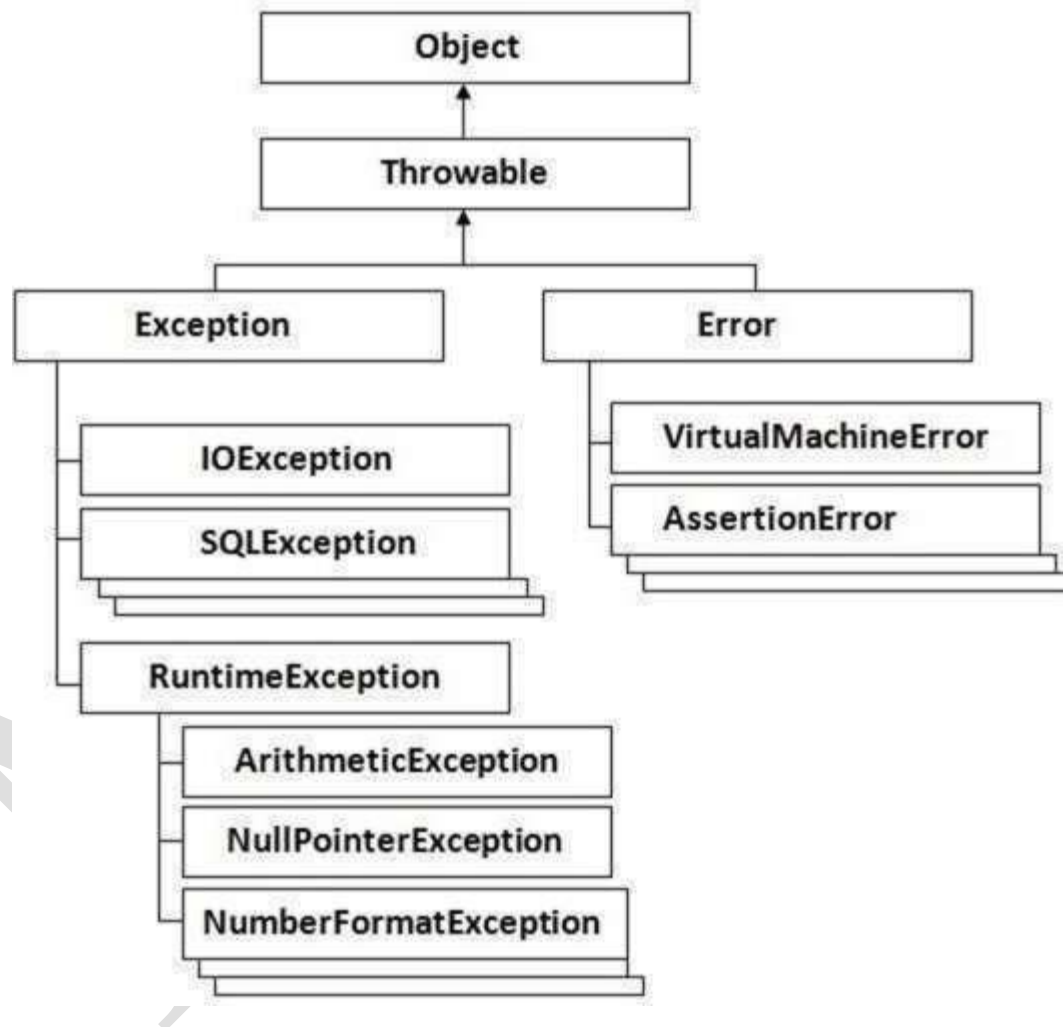 Object
Throwable
Exception
Error
IOException
SQLException
RuntimeException
ArithmeticException
NullPointerException
NumberFormatException
VirtualMachineError
AssertionError